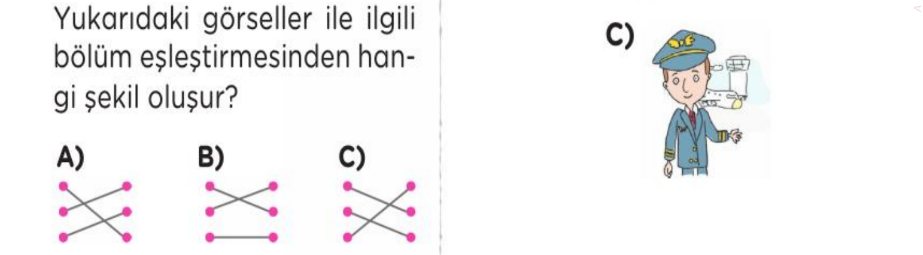 Yukarıdaki görseller ile ilgili
bölüm eşleştirmesinden han-
gi şekil oluşur?
A) B) C)
C)